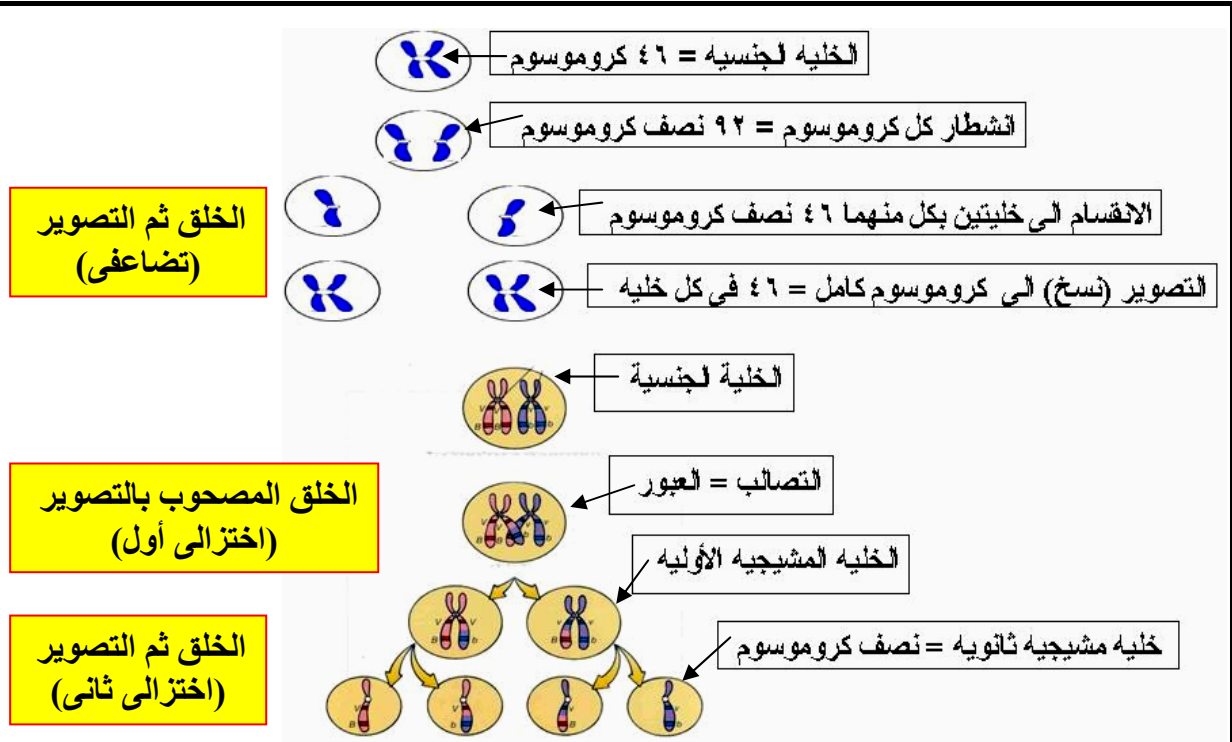 الخليه الجنسيه = ٤٦ كروموسوم
انشطار كل كروموسوم = ٩٢ نصف كروموسوم
الخلق ثم التصوير
(تضاعفى)
الانقسام الى خليتين بكل منهما ٤٦ نصف كروموسوم
التصوير (نسخ) الى كروموسوم كامل = ٤٦ فى كل خليه
الخلية الجنسية
V V v v
B B b b
الخلق المصحوب بالتصوير
(اختزالى أول)
التصالب = العبور
V V v v
B B b b
الخليه المشيجيه الأوليه
V V v v
B b B b
الخلق ثم التصوير
(اختزالى ثانى)
خليه مشيجيه ثانويه = نصف كروموسوم
V V v v
B b B b